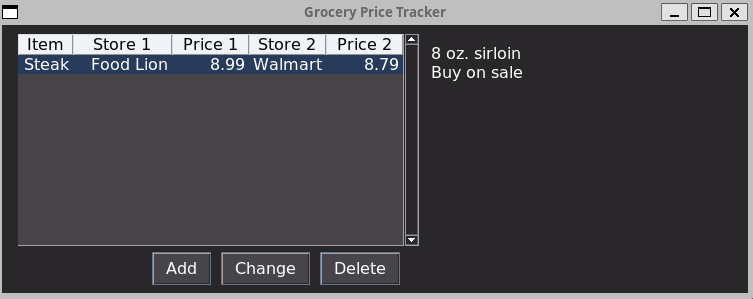 Grocery Price Tracker
Item Store 1 Price 1 Store 2 Price 2
Steak Food Lion 8.99 Walmart 8.79
8 oz. sirloin
Buy on sale
Add Change Delete